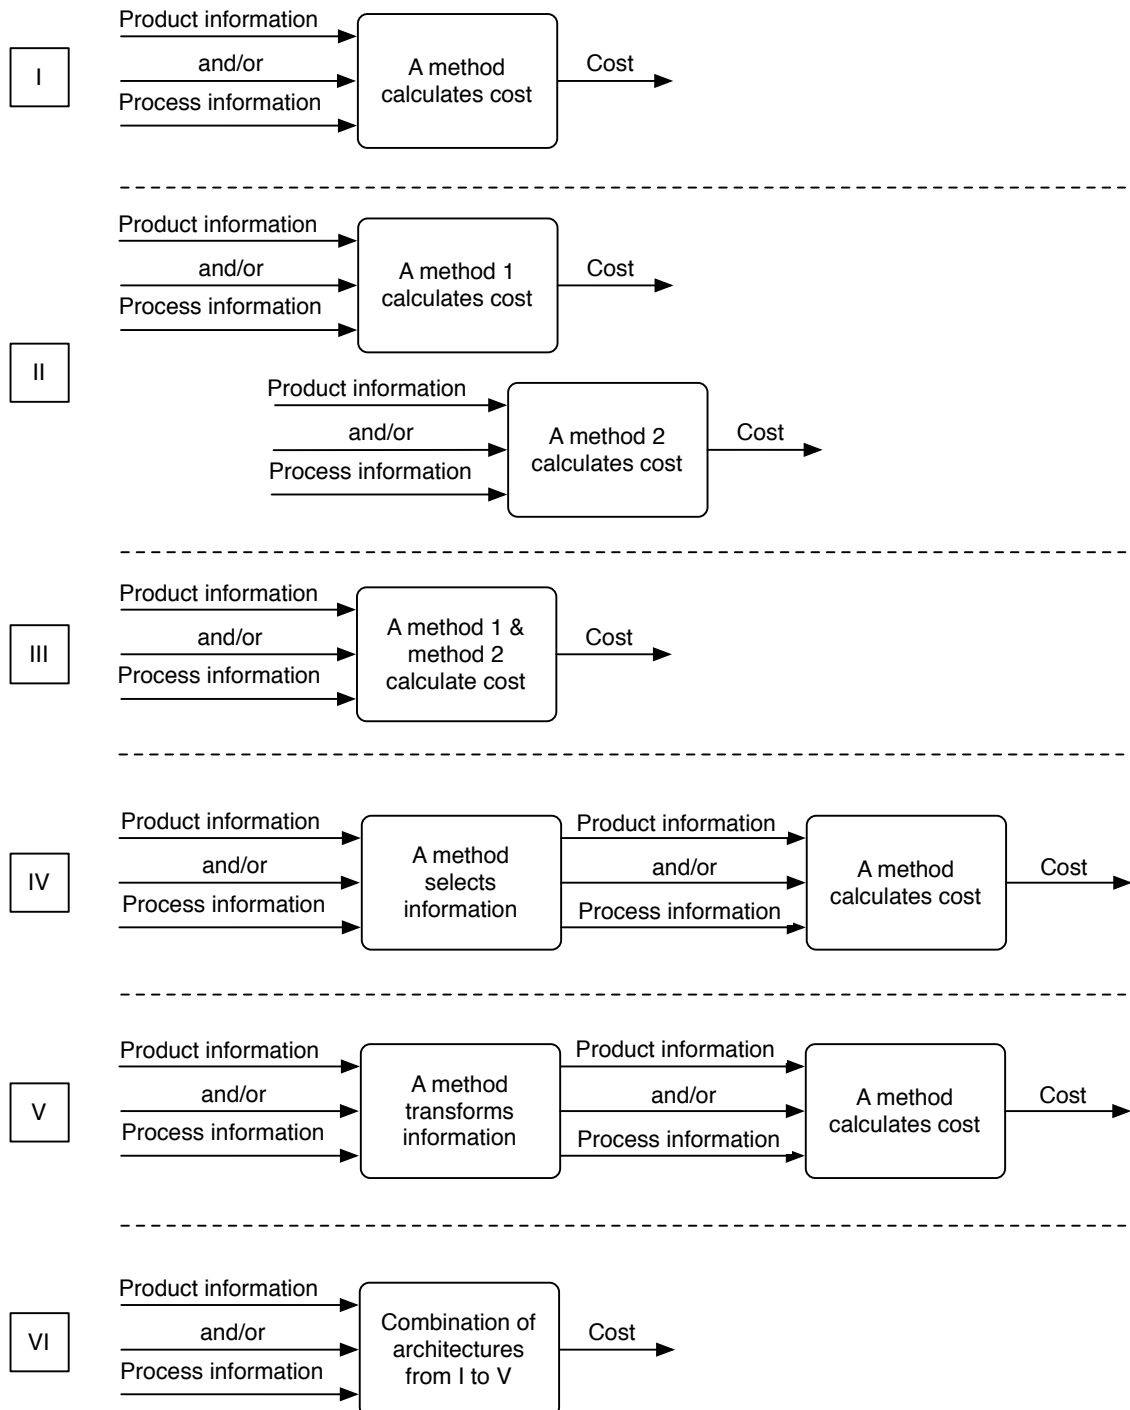 I
Product information
and/or
Process information
A method
calculates cost
Cost
II
Product information
and/or
Process information
A method 1
calculates cost
Cost
Product information
and/or
Process information
A method 2
calculates cost
Cost
III
Product information
and/or
Process information
A method 1 &
method 2
calculate cost
Cost
IV
Product information
and/or
Process information
A method
selects
information
Product information
and/or
Process information
A method
calculates cost
Cost
V
Product information
and/or
Process information
A method
transforms
information
Product information
and/or
Process information
A method
calculates cost
Cost
VI
Product information
and/or
Process information
Combination of
architectures
from I to V
Cost